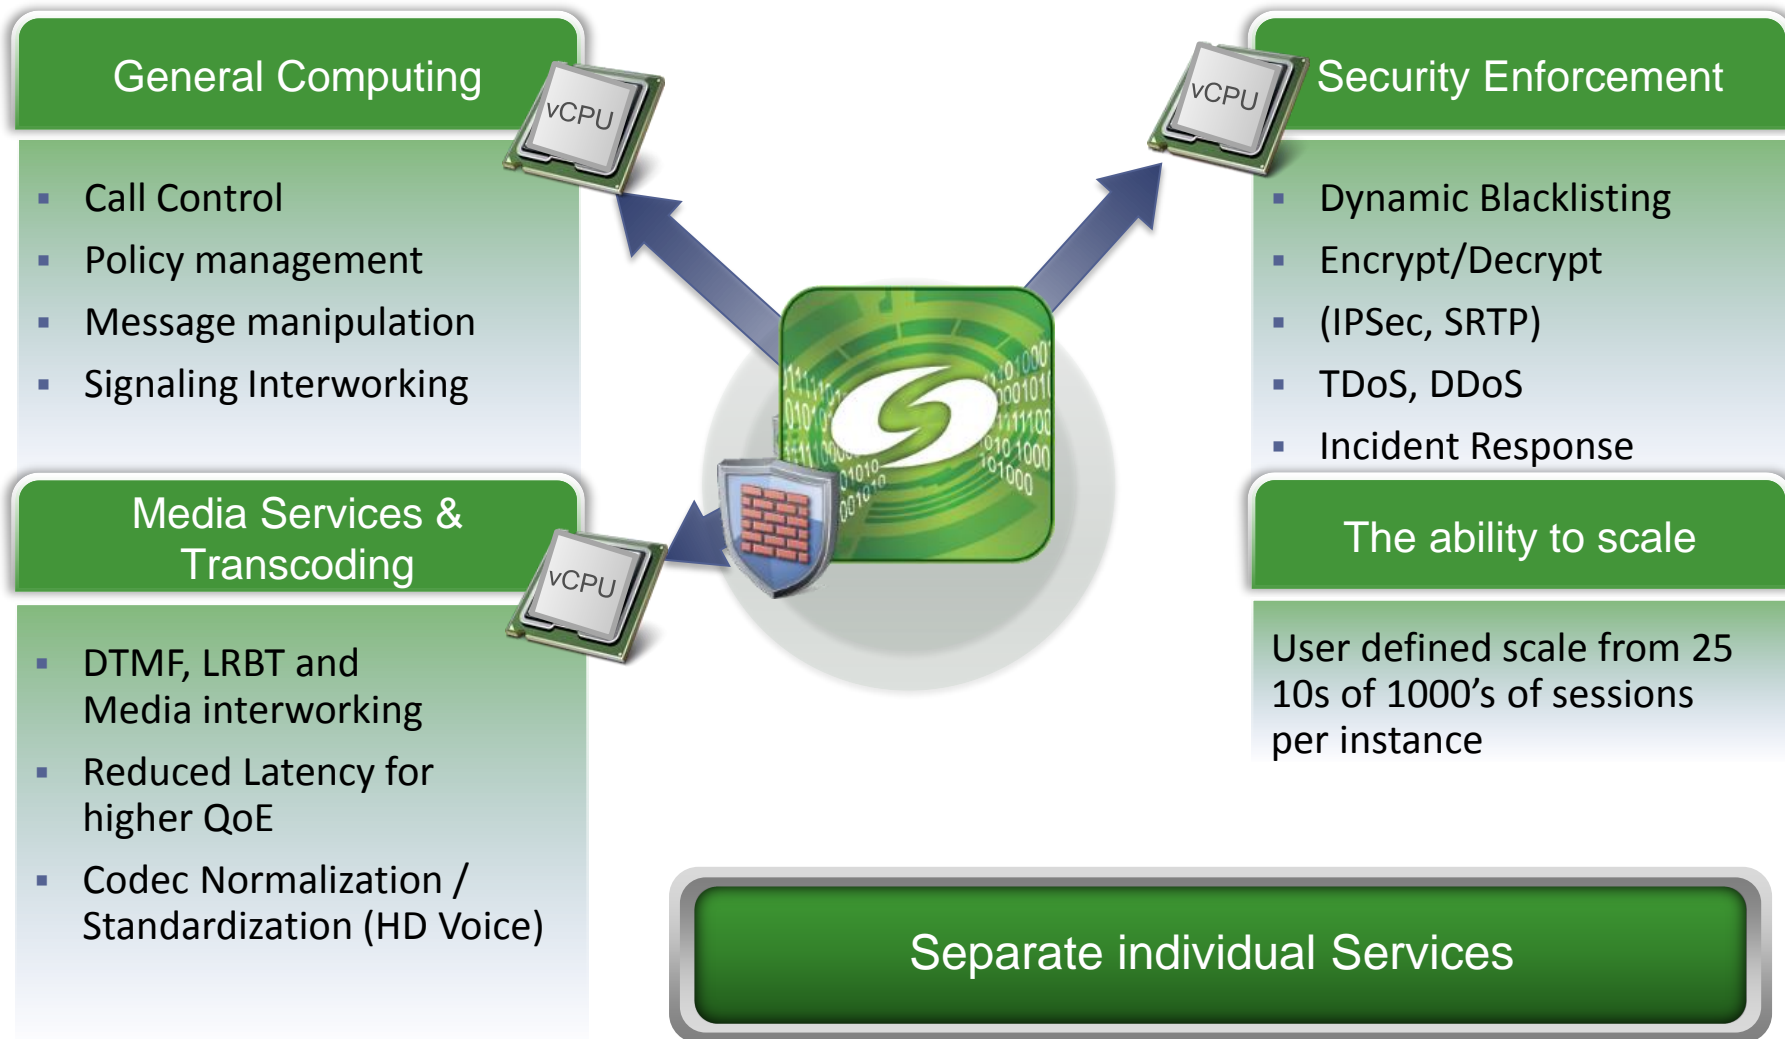 General Computing
vCPU
Call Control
Policy management
Message manipulation
Signaling Interworking
Media Services &
Transcoding
vCPU
DTMF, LRBT and
Media interworking
Reduced Latency for
higher QoE
Codec Normalization /
Standardization (HD Voice)
vCPU
Security Enforcement
Dynamic Blacklisting
Encrypt/Decrypt
(IPSec, SRTP)
TDoS, DDoS
Incident Response
The ability to scale
User defined scale from 25
10s of 1000’s of sessions
per instance
Separate individual Services